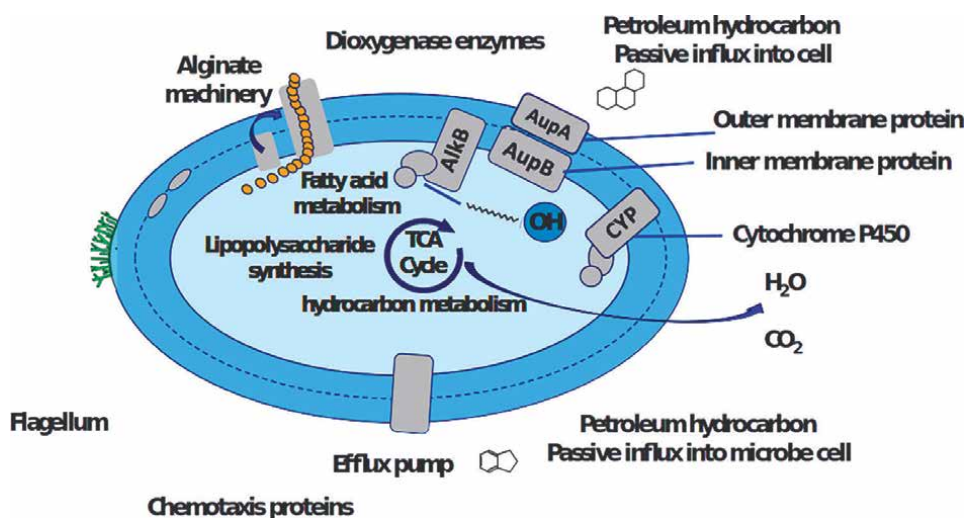 Petroleum hydrocarbon
Passive influx into cell
Dioxygenase enzymes
Alginate
machinery
AupA
AupB
AlkB
Outer membrane protein
Inner membrane protein
Fatty acid
metabolism
OH
CYP
Lipopolysaccharide
synthesis
TCA
Cycle
Cytochrome P450
hydrocarbon metabolism
H₂O
CO₂
Flagellum
Petroleum hydrocarbon
Passive influx into microbe cell
Efflux pump
Chemotaxis proteins